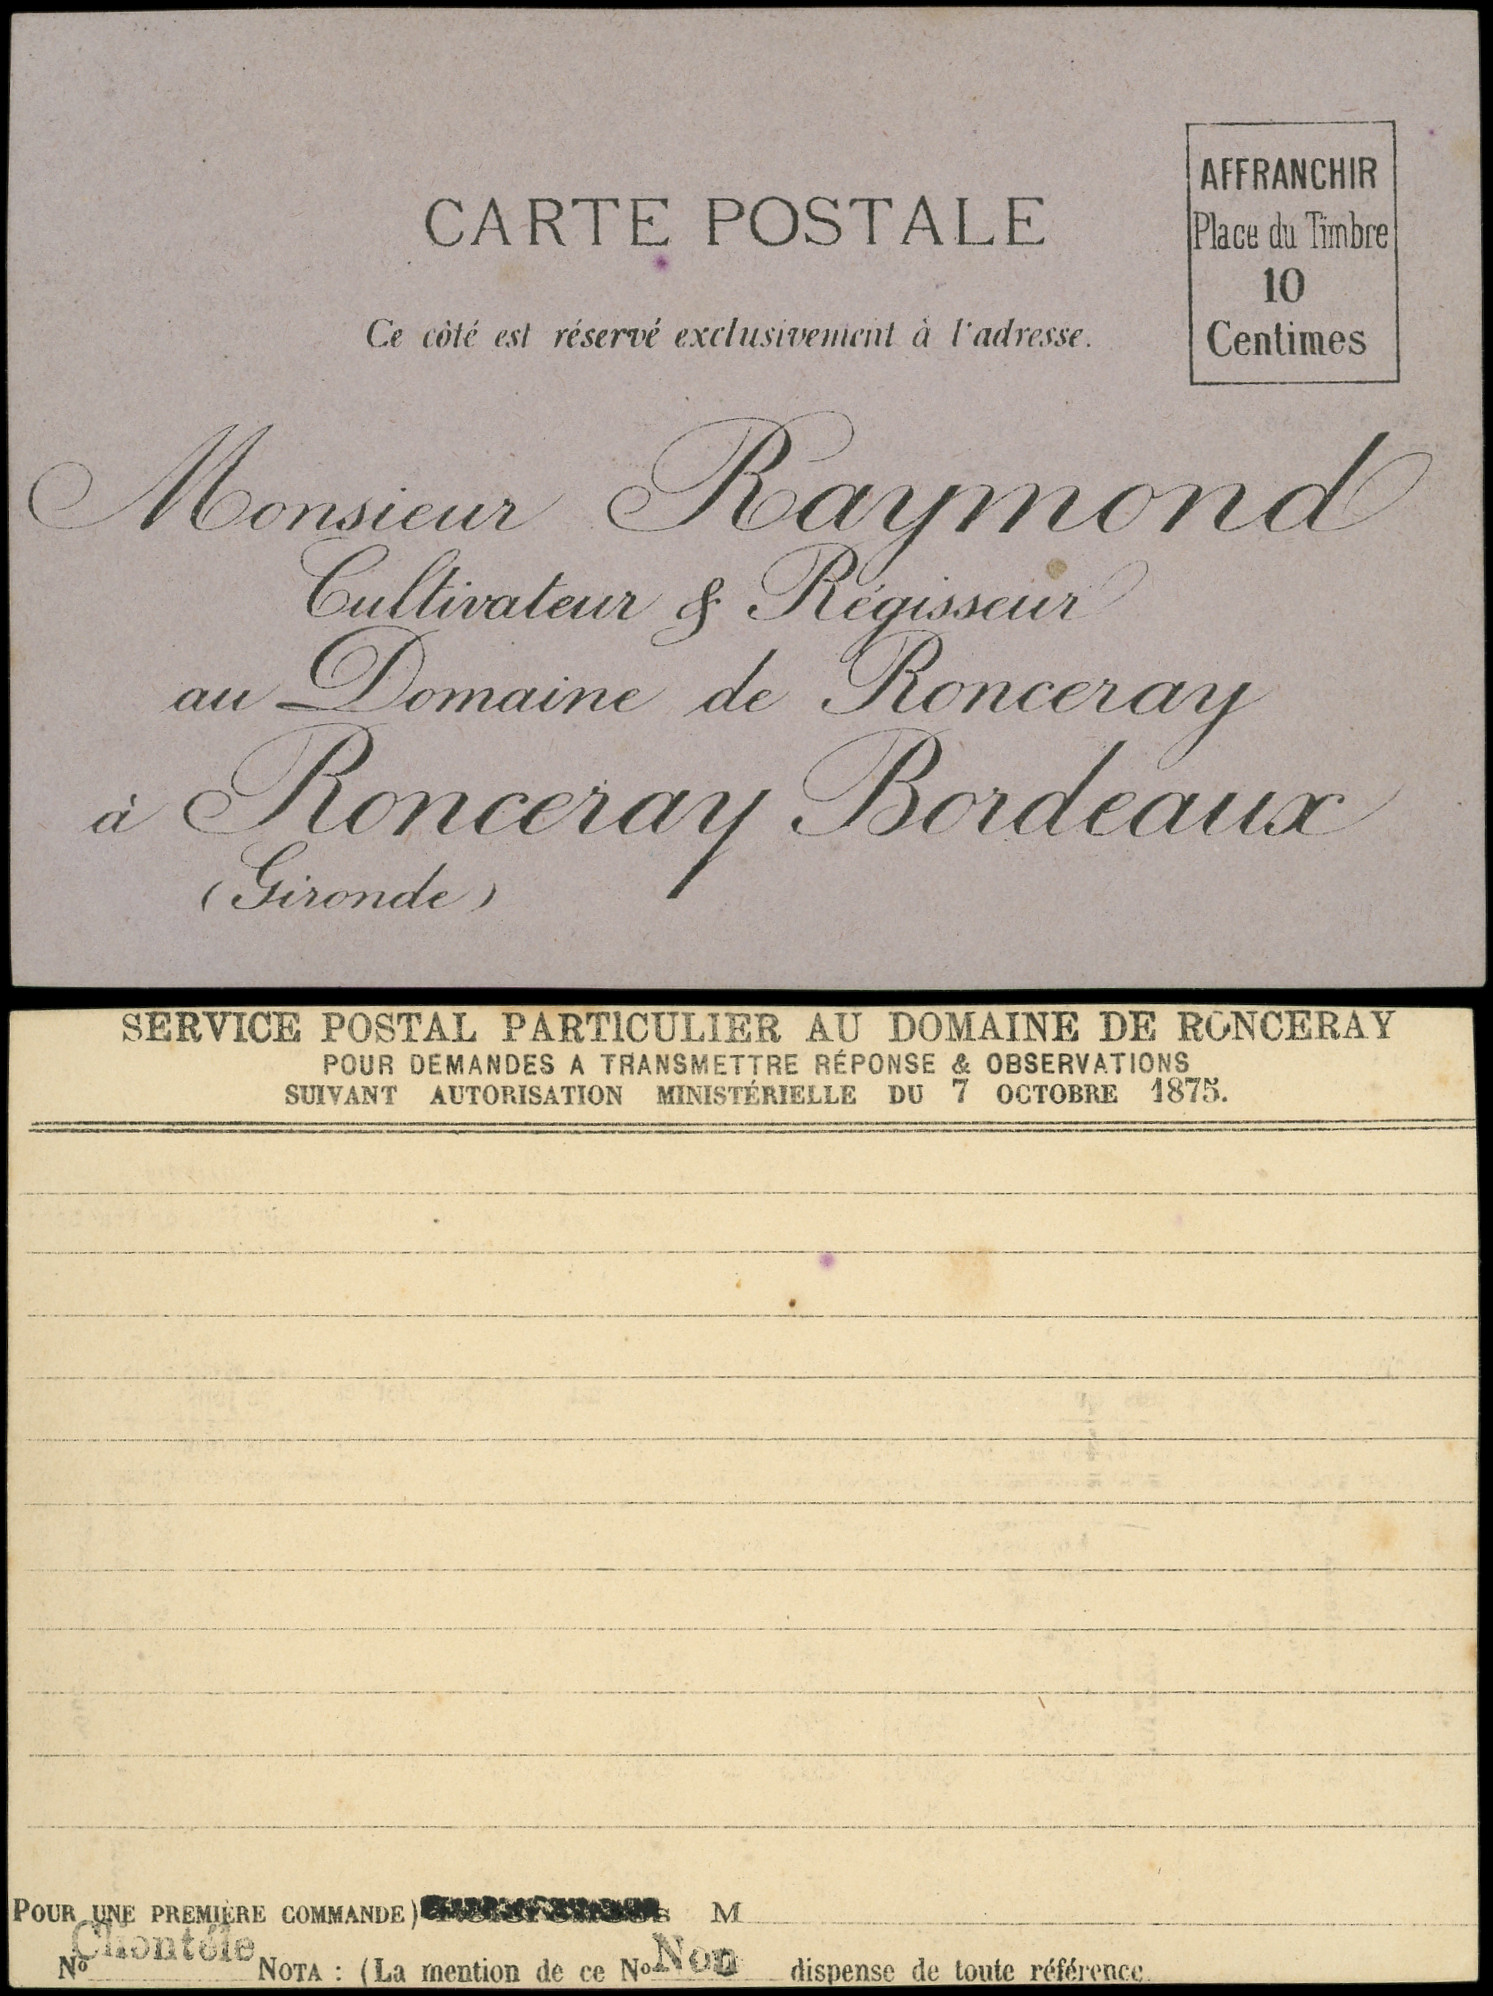 CARTE POSTALE
Ce côté est réservé exclusivement à l'adresse.
AFFRANCHIR
Place du Timbre
10
Centimes
Monsieur Raymond
Cultivateur & Régisseur
au Domaine de Ronceray
à Ronceray Bordeaux
(Gironde)
SERVICE POSTAL PARTICULIER AU DOMAINE DE RONCERAY
POUR DEMANDES A TRANSMETTRE RÉPONSE & OBSERVATIONS
SUIVANT AUTORISATION MINISTÉRIELLE DU 7 OCTOBRE 1875.
POUR UNE PREMIÈRE COMMANDE) M
No Clientéle NOTA : (La mention de ce No Non dispense de toute référence.